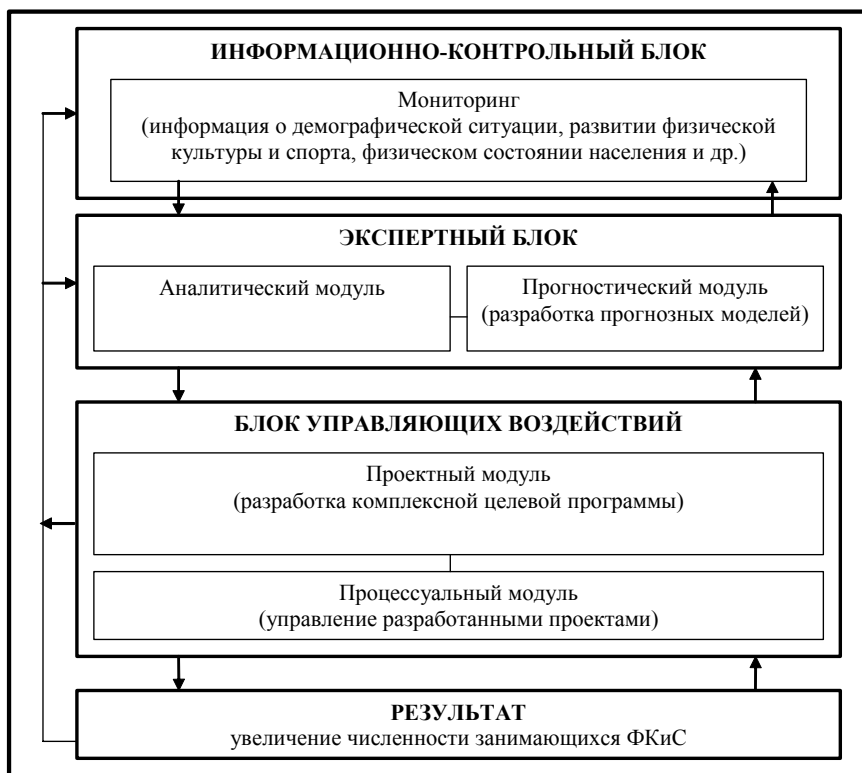 ИНФОРМАЦИОННО-КОНТРОЛЬНЫЙ БЛОК
Мониторинг
(информация о демографической ситуации, развитии физической
культуры и спорта, физическом состоянии населения и др.)
ЭКСПЕРТНЫЙ БЛОК
Аналитический модуль
Прогностический модуль
(разработка прогнозных моделей)
БЛОК УПРАВЛЯЮЩИХ ВОЗДЕЙСТВИЙ
Проектный модуль
(разработка комплексной целевой программы)
Процессуальный модуль
(управление разработанными проектами)
РЕЗУЛЬТАТ
увеличение численности занимающихся ФКиС